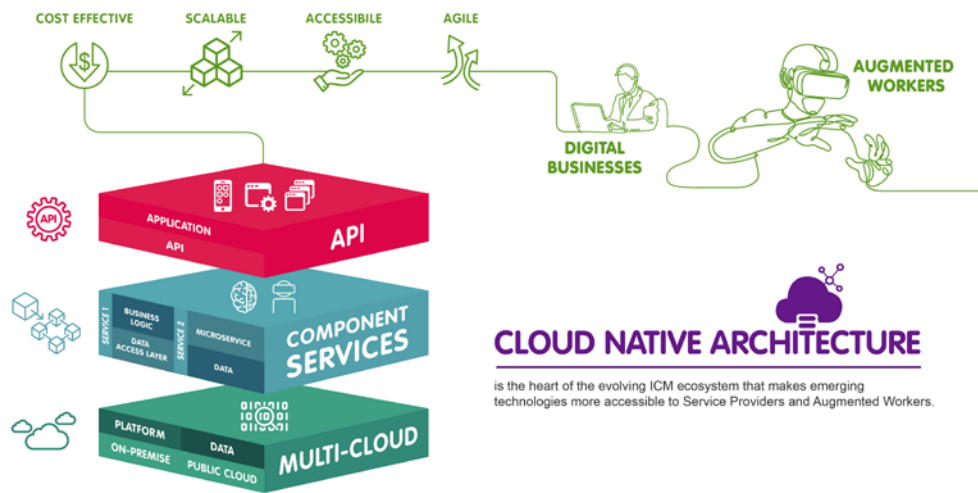 COST EFFECTIVE
SCALABLE
ACCESSIBILE
AGILE
$
AUGMENTED
WORKERS
DIGITAL
BUSINESSES
API
APPLICATION
API
API
SERVICE 1
BUSINESS
LOGIC
DATA
ACCESS LAYER
SERVICE 2
MICROSERVICE
DATA
COMPONENT
SERVICES
PLATFORM
DATA
ON-PREMISE
PUBLIC CLOUD
MULTI-CLOUD
CLOUD NATIVE ARCHITECTURE
is the heart of the evolving ICM ecosystem that makes emerging
technologies more accessible to Service Providers and Augmented Workers.